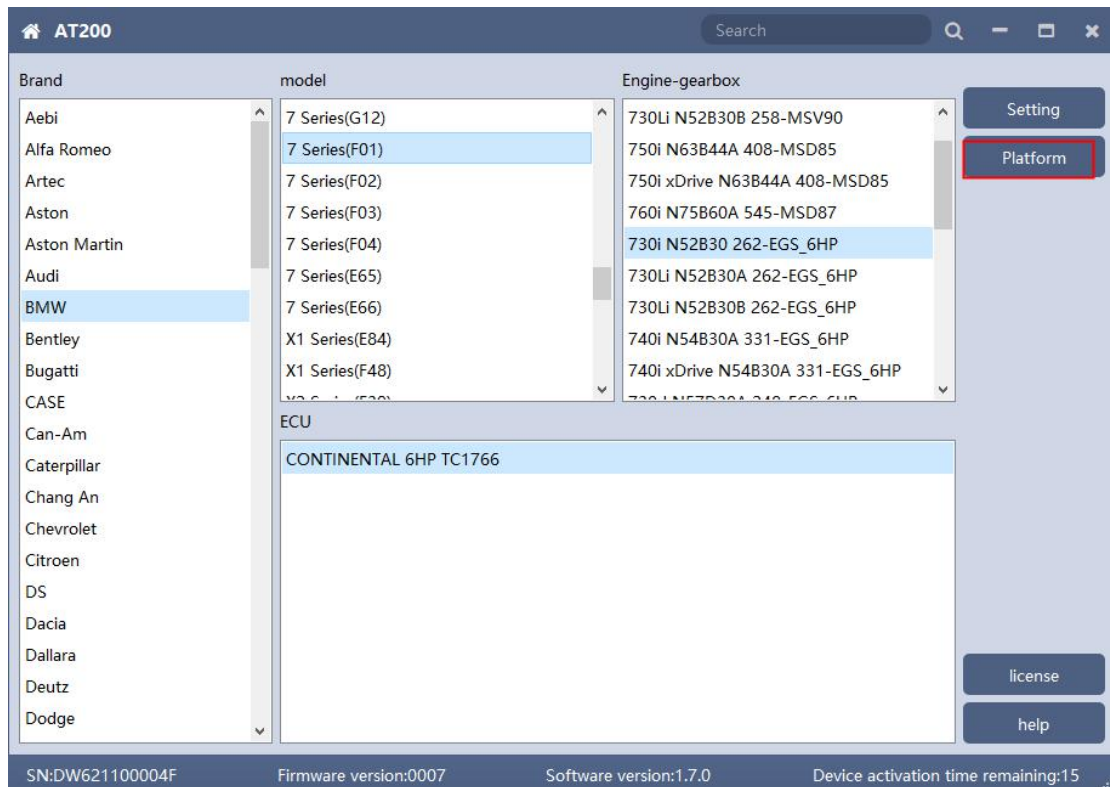 AT200
Search
Brand
model
Engine-gearbox
Aebi
Alfa Romeo
Artec
Aston
Aston Martin
Audi
BMW
Bentley
Bugatti
CASE
Can-Am
Caterpillar
Chang An
Chevrolet
Citroen
DS
Dacia
Dallara
Deutz
Dodge
7 Series(G12)
7 Series(F01)
7 Series(F02)
7 Series(F03)
7 Series(F04)
7 Series(E65)
7 Series(E66)
X1 Series(E84)
X1 Series(F48)
730Li N52B30B 258-MSV90
750i N63B44A 408-MSD85
750i xDrive N63B44A 408-MSD85
760i N75B60A 545-MSD87
730i N52B30 262-EGS_6HP
730Li N52B30A 262-EGS_6HP
730Li N52B30B 262-EGS_6HP
740i N54B30A 331-EGS_6HP
740i xDrive N54B30A 331-EGS_6HP
ECU
CONTINENTAL 6HP TC1766
Setting
Platform
license
help
SN:DW621100004F
Firmware version:0007
Software version:1.7.0
Device activation time remaining:15